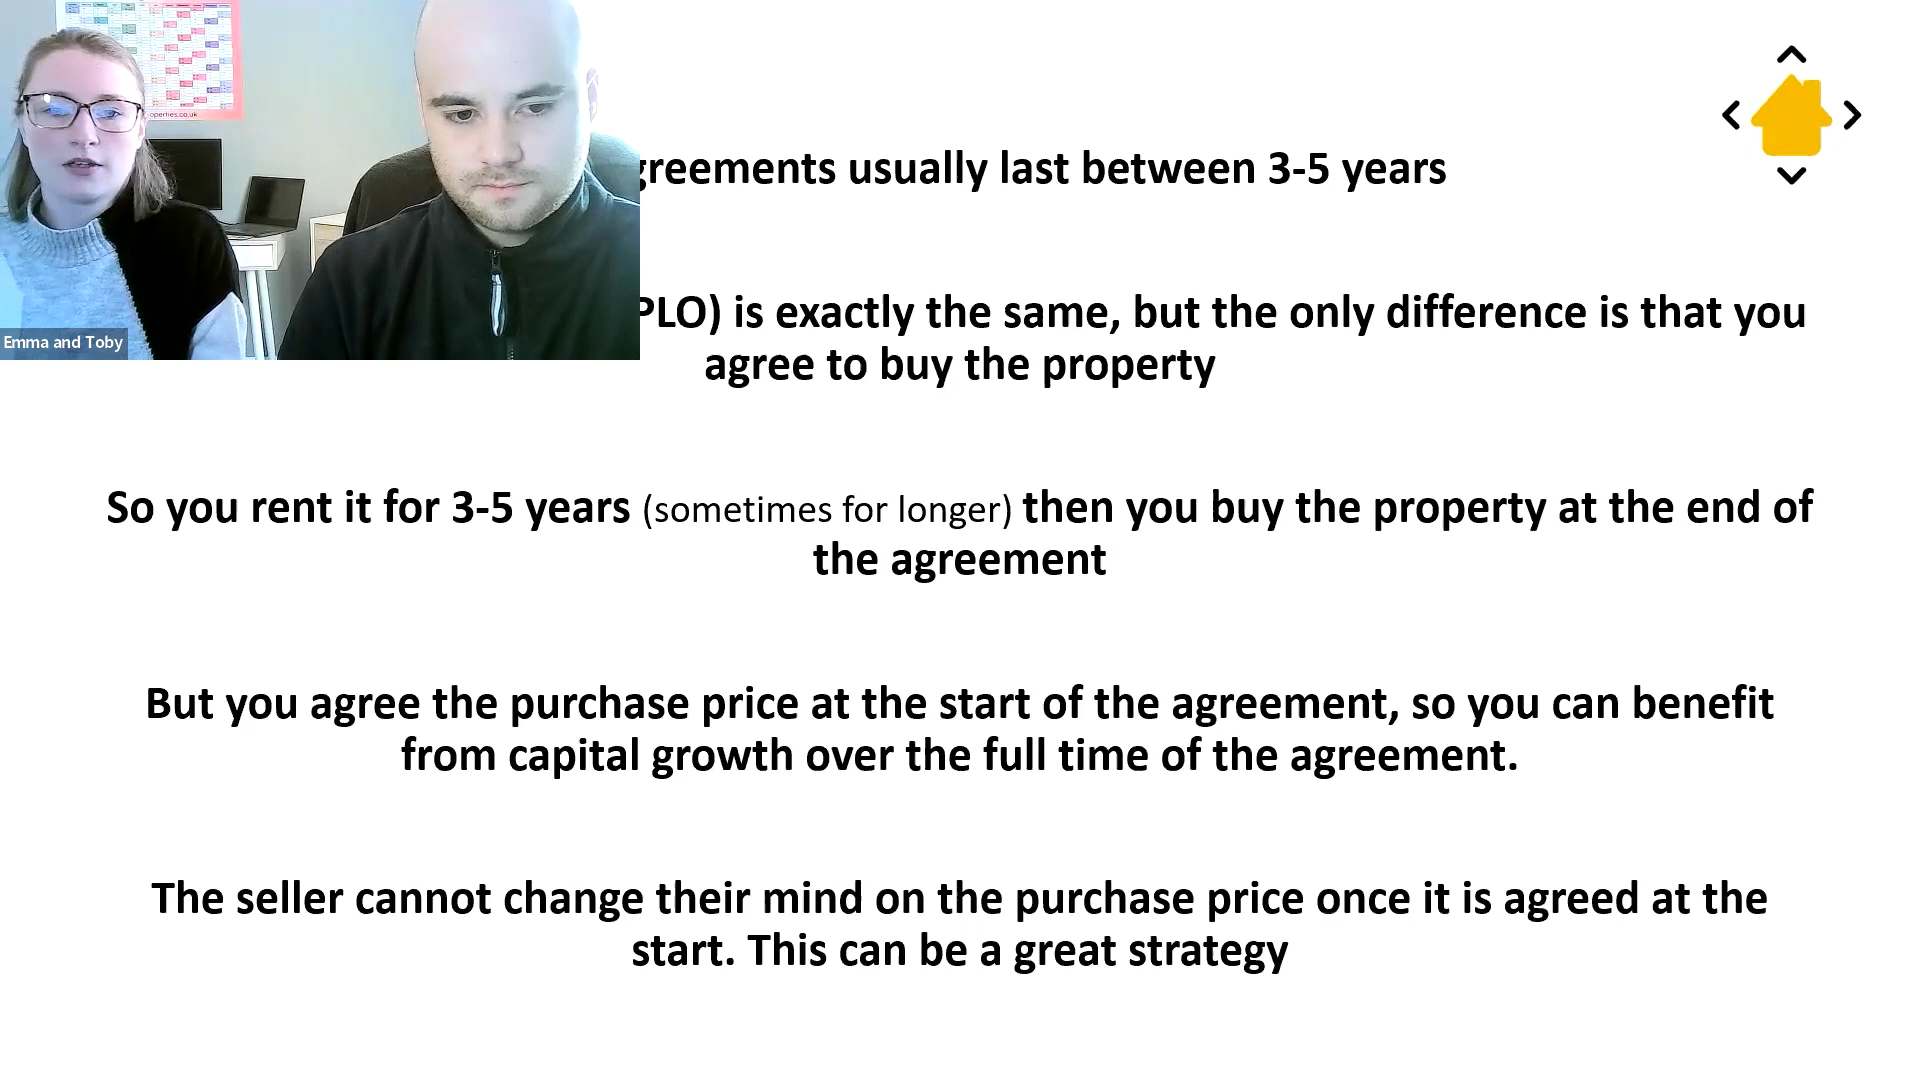 operties.co.uk
Emma and Toby
greements usually last between 3-5 years
PLO) is exactly the same, but the only difference is that you
agree to buy the property
So you rent it for 3-5 years (sometimes for longer) then you buy the property at the end of
the agreement
But you agree the purchase price at the start of the agreement, so you can benefit
from capital growth over the full time of the agreement.
The seller cannot change their mind on the purchase price once it is agreed at the
start. This can be a great strategy